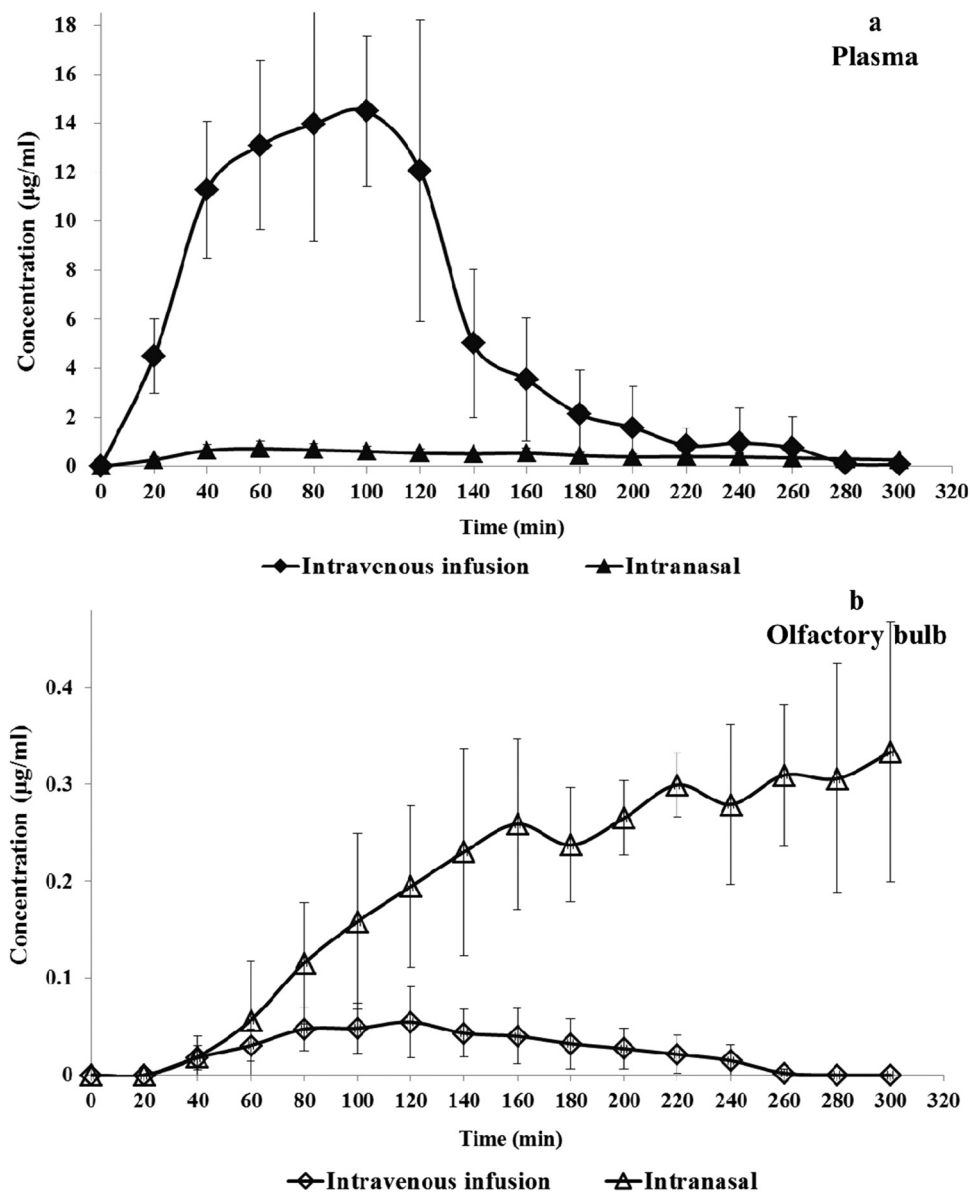 a
Plasma
18
16
14
12
10
8
6
4
2
0
Concentration (µg/ml)
0 20 40 60 80 100 120 140 160 180 200 220 240 260 280 300 320
Time (min)
Intravenous infusion Intranasal
b
Olfactory bulb
0.4
0.3
0.2
0.1
0
Concentration (µg/ml)
0 20 40 60 80 100 120 140 160 180 200 220 240 260 280 300 320
Time (min)
Intravenous infusion Intranasal